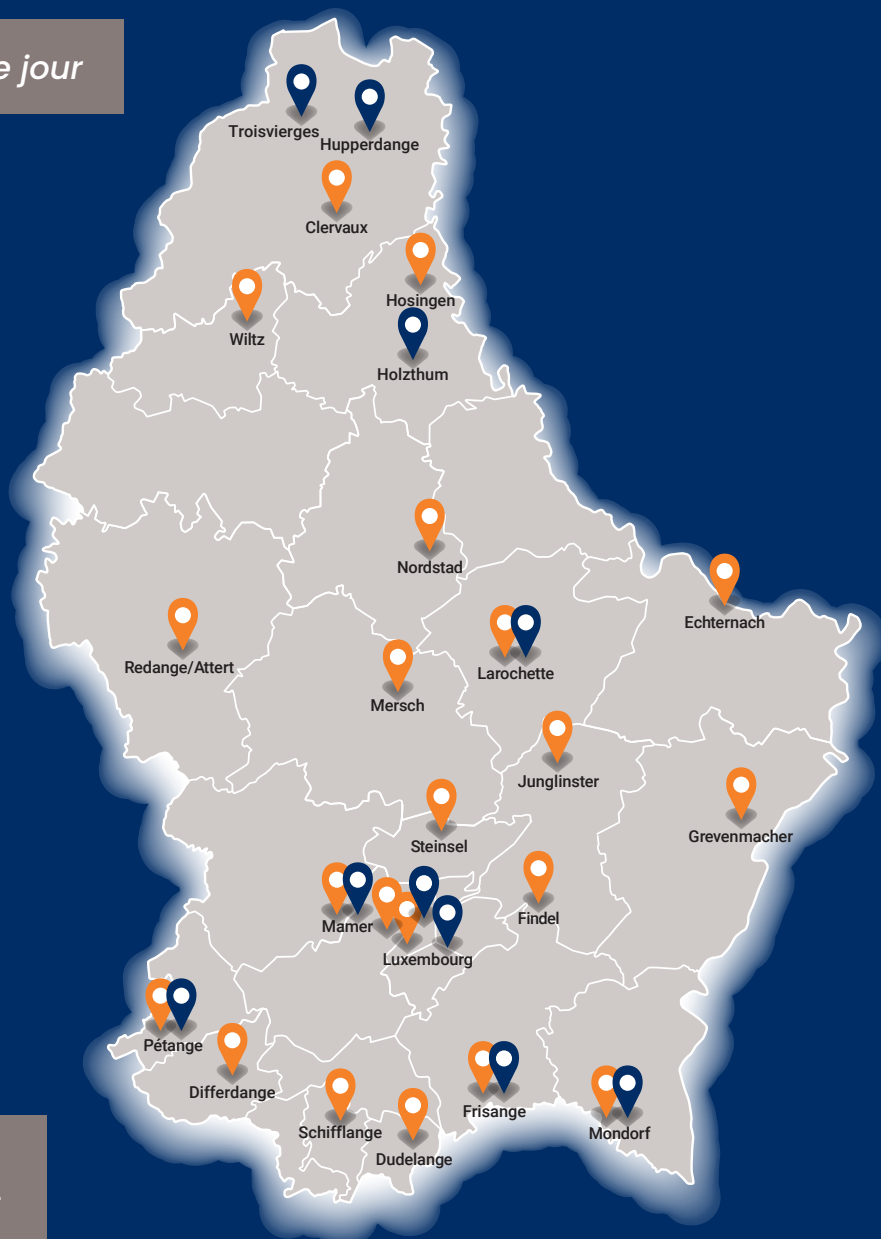 e jour
Troisvierges
Hupperdange
Clervaux
Hosingen
Wiltz
Holzthum
Nordstad
Echternach
Redange/Attert
Larochette
Mersch
Junglinster
Grevenmacher
Steinsel
Findel
Mamer
Luxembourg
Pétange
Differdange
Frisange
Schifflange
Mondorf
Dudelange